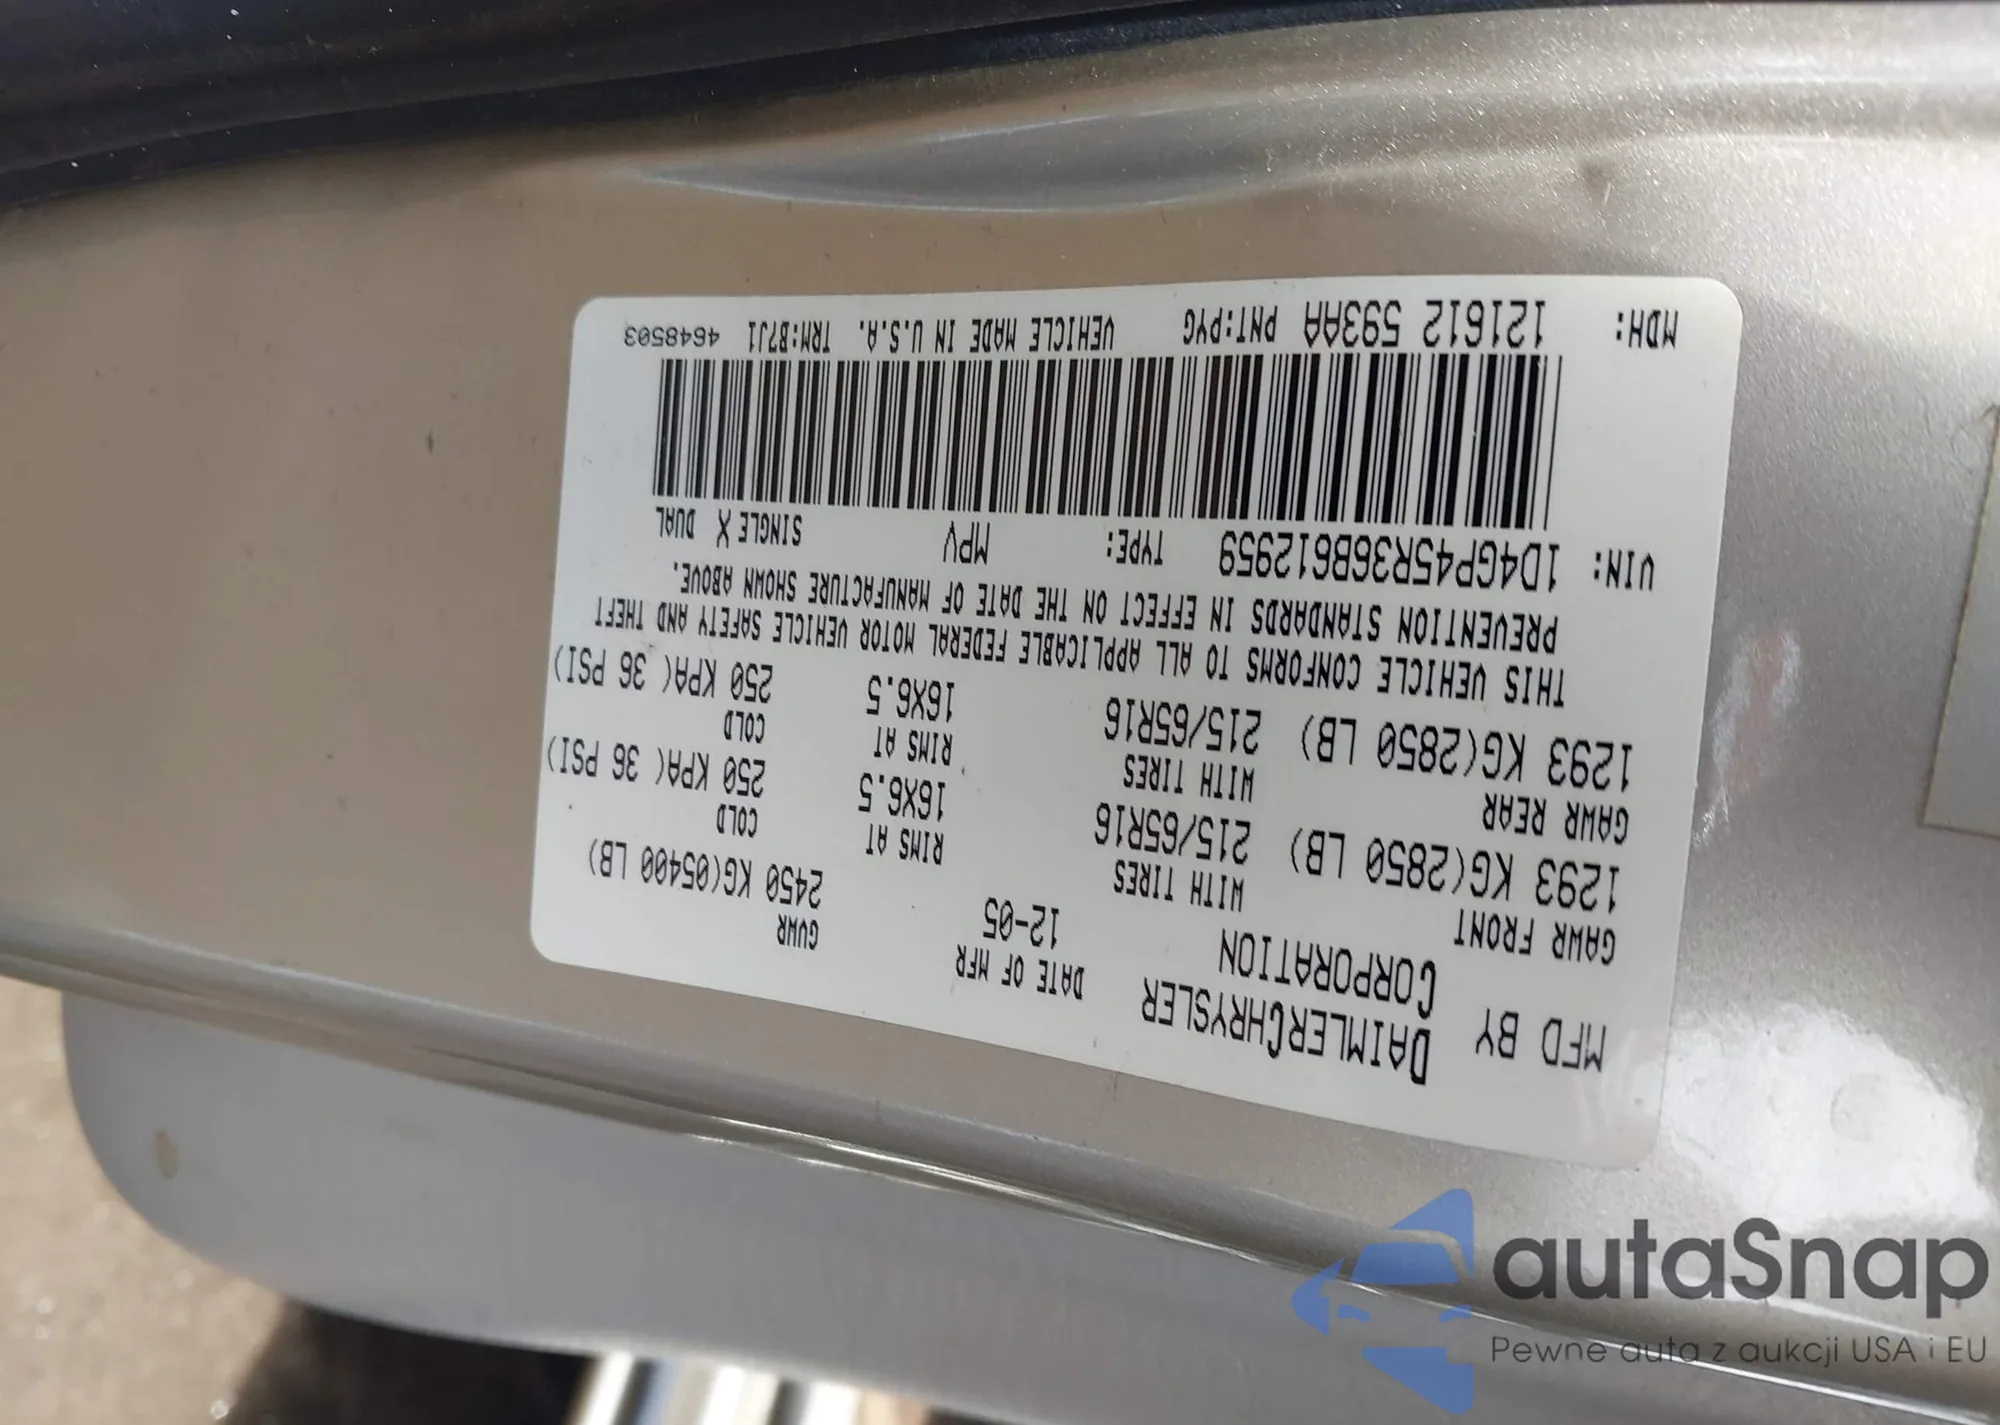 MFD BY DAIMLERCHRYSLER CORPORATION
DATE OF MFR 12-05
GVWR 2450 KG(05400 LB)
GAWR FRONT
WITH TIRES
RIMS AT
COLD
1293 KG(2850 LB) 215/65R16 16X6.5 250 KPA( 36 PSI)
GAWR REAR
WITH TIRES
RIMS AT
COLD
1293 KG(2850 LB) 215/65R16 16X6.5 250 KPA( 36 PSI)
THIS VEHICLE CONFORMS TO ALL APPLICABLE FEDERAL MOTOR VEHICLE SAFETY AND THEFT
PREVENTION STANDARDS IN EFFECT ON THE DATE OF MANUFACTURE SHOWN ABOVE.
VIN: 1D4GP45R36B612959 TYPE: MPV SINGLE X DUAL
MDH: 121612 593AA PNT:PYG VEHICLE MADE IN U.S.A. TRM:B7J1 4648503
autaSnap
Pewne auta z aukcji USA i EU